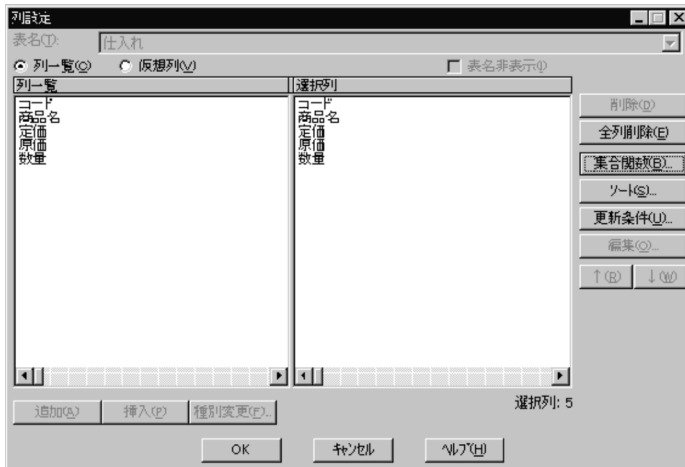 列設定
表名(T): 仕入れ
列一覧(C) 仮想列(V) 表名非表示(I)
列一覧 選択列
コード コード
商品名 商品名
定価 定価
原価 原価
数量 数量
削除(D)
全列削除(E)
集合関数(B)...
ソート(S)...
更新条件(U)...
編集(O)...
↑(R) ↓(W)
選択列: 5
追加(A) 挿入(P) 種別変更(F)...
OK キャンセル ヘルプ(H)